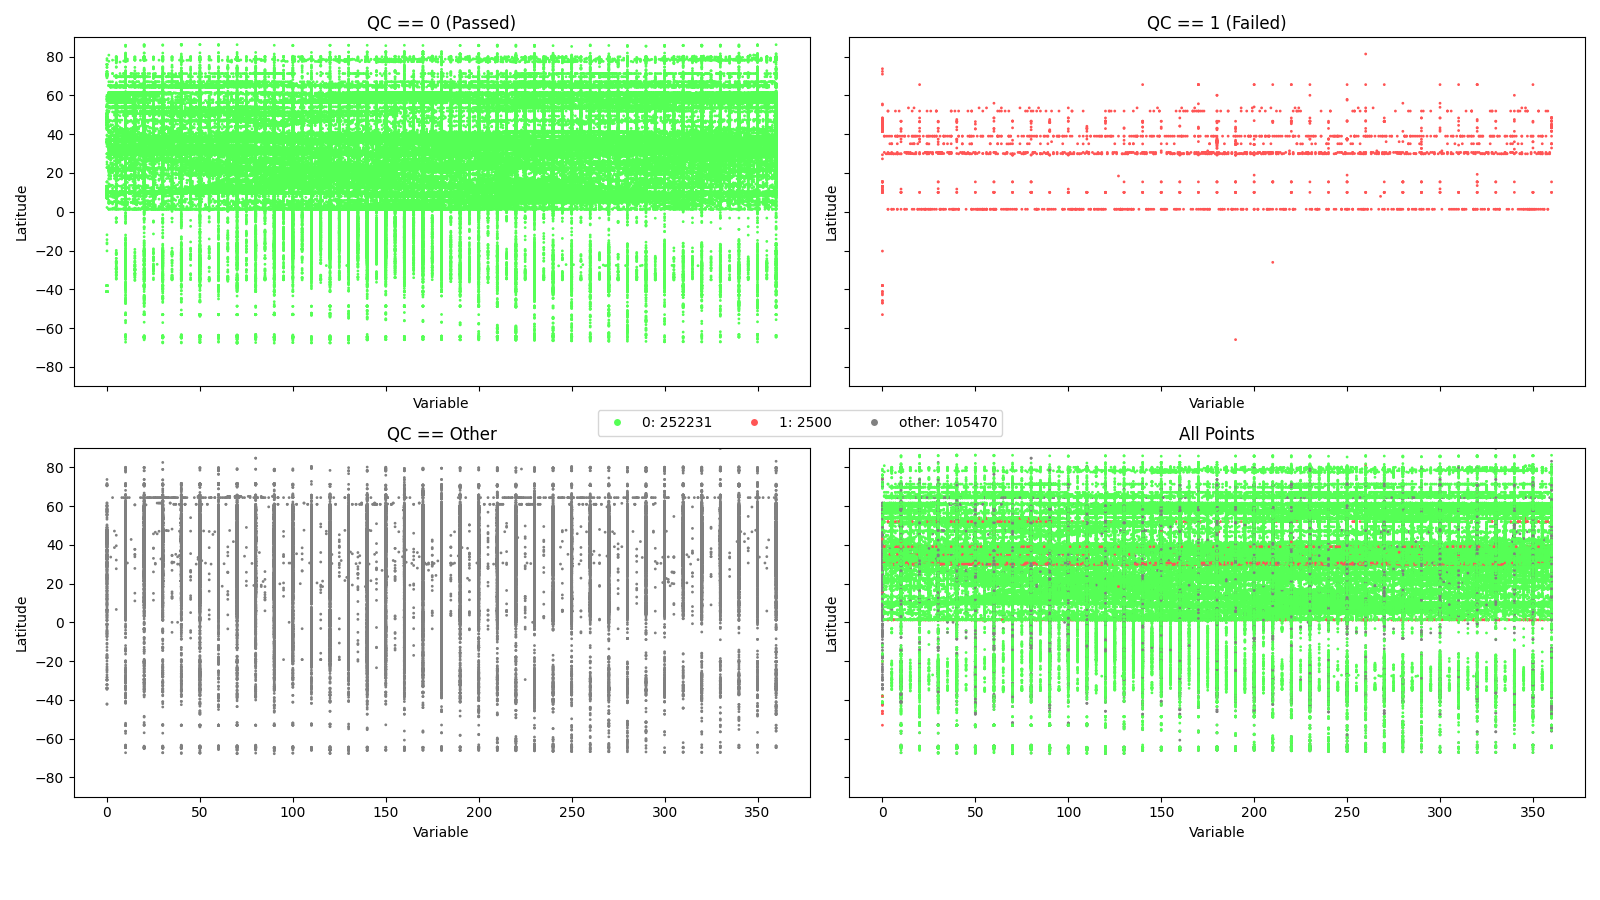 QC == 0 (Passed)
QC == 1 (Failed)
80
60
40
20
0
−20
−40
−60
−80
Latitude
Latitude
Variable
Variable
0: 252231
1: 2500
other: 105470
QC == Other
All Points
80
60
40
20
0
−20
−40
−60
−80
Latitude
Latitude
0 50 100 150 200 250 300 350
0 50 100 150 200 250 300 350
Variable
Variable